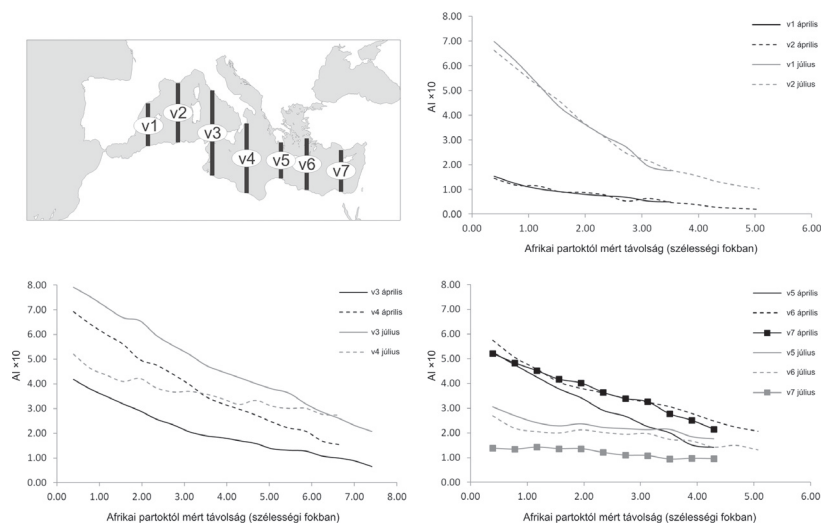 v1
v2
v3
v4
v5
v6
v7
8.00
7.00
6.00
5.00
4.00
3.00
2.00
1.00
0.00
AI ×10
0.00 1.00 2.00 3.00 4.00 5.00 6.00
Afrikai partoktól mért távolság (szélességi fokban)
v1 április
v2 április
v1 július
v2 július
8.00
7.00
6.00
5.00
4.00
3.00
2.00
1.00
0.00
AI ×10
0.00 1.00 2.00 3.00 4.00 5.00 6.00 7.00 8.00
Afrikai partoktól mért távolság (szélességi fokban)
v3 április
v4 április
v3 július
v4 július
8.00
7.00
6.00
5.00
4.00
3.00
2.00
1.00
0.00
AI ×10
0.00 1.00 2.00 3.00 4.00 5.00 6.00
Afrikai partoktól mért távolság (szélességi fokban)
v5 április
v6 április
v7 április
v5 július
v6 július
v7 július